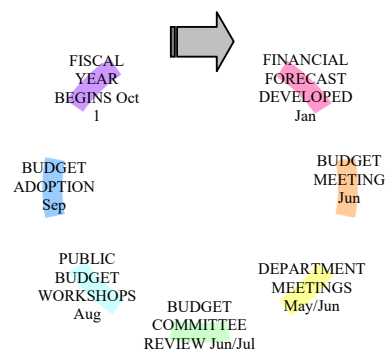 FISCAL
YEAR
BEGINS Oct
1
FINANCIAL
FORECAST
DEVELOPED
Jan
BUDGET
MEETING
Jun
DEPARTMENT
MEETINGS
May/Jun
BUDGET
COMMITTEE
REVIEW Jun/Jul
PUBLIC
BUDGET
WORKSHOPS
Aug
BUDGET
ADOPTION
Sep